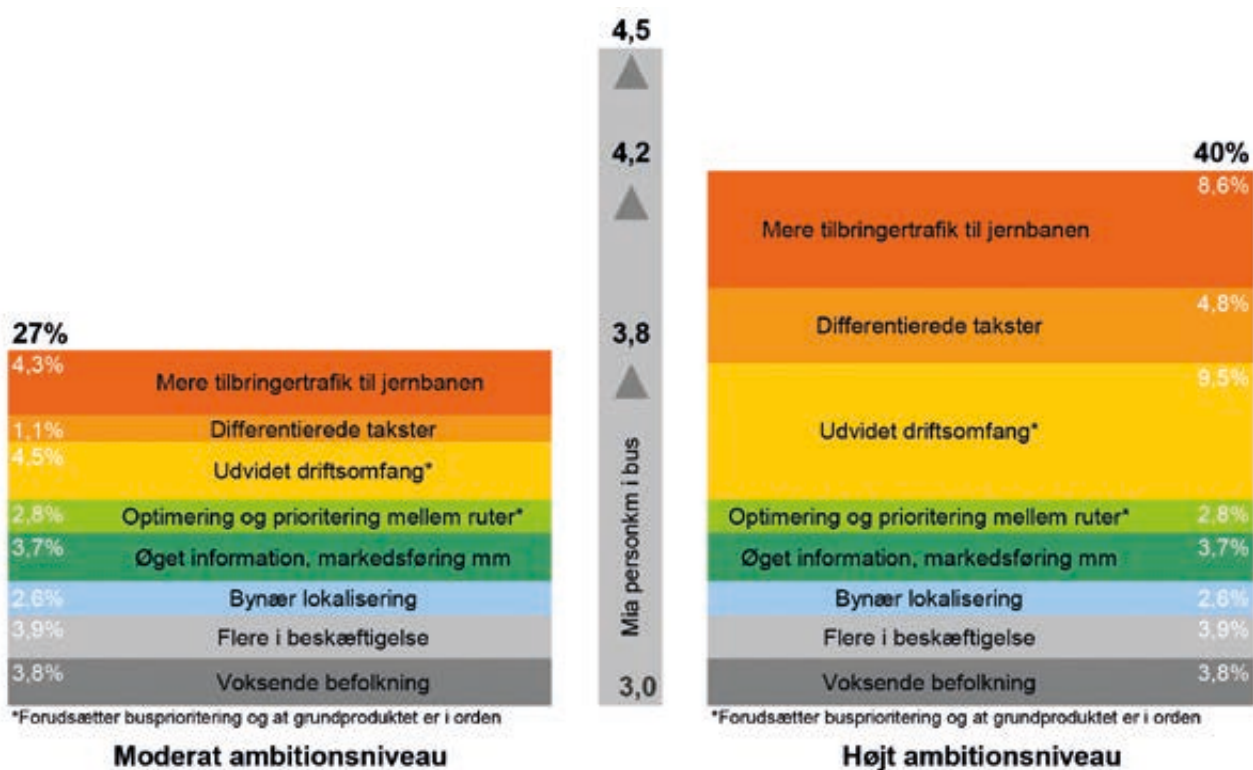 27%
4,3%
Mere tilbringertrafik til jernbanen
1,1%
Differentierede takster
4,5%
Udvidet driftsomfang*
2,8%
Optimering og prioritering mellem ruter*
3,7%
Øget information, markedsføring mm
2,6%
Bynær lokalisering
3,9%
Flere i beskæftigelse
3,8%
Voksende befolkning
*Forudsætter busprioritering og at grundproduktet er i orden
Moderat ambitionsniveau
4,5
4,2
3,8
Mia personkm i bus
3,0
40%
8,6%
Mere tilbringertrafik til jernbanen
4,8%
Differentierede takster
9,5%
Udvidet driftsomfang*
Optimering og prioritering mellem ruter*
2,8%
Øget information, markedsføring mm
3,7%
Bynær lokalisering
2,6%
Flere i beskæftigelse
3,9%
Voksende befolkning
3,8%
*Forudsætter busprioritering og at grundproduktet er i orden
Højt ambitionsniveau